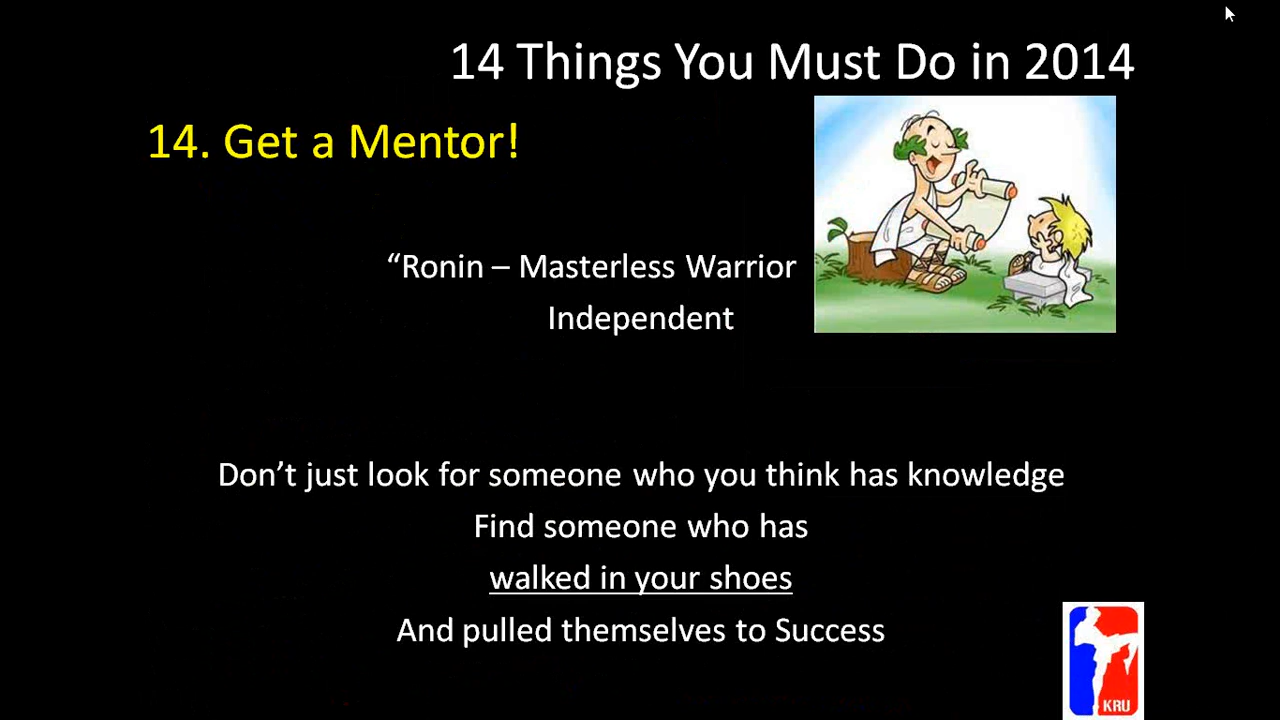 14 Things You Must Do in 2014
14. Get a Mentor!
“Ronin – Masterless Warrior
Independent
Don’t just look for someone who you think has knowledge
Find someone who has
walked in your shoes
And pulled themselves to Success
KRU